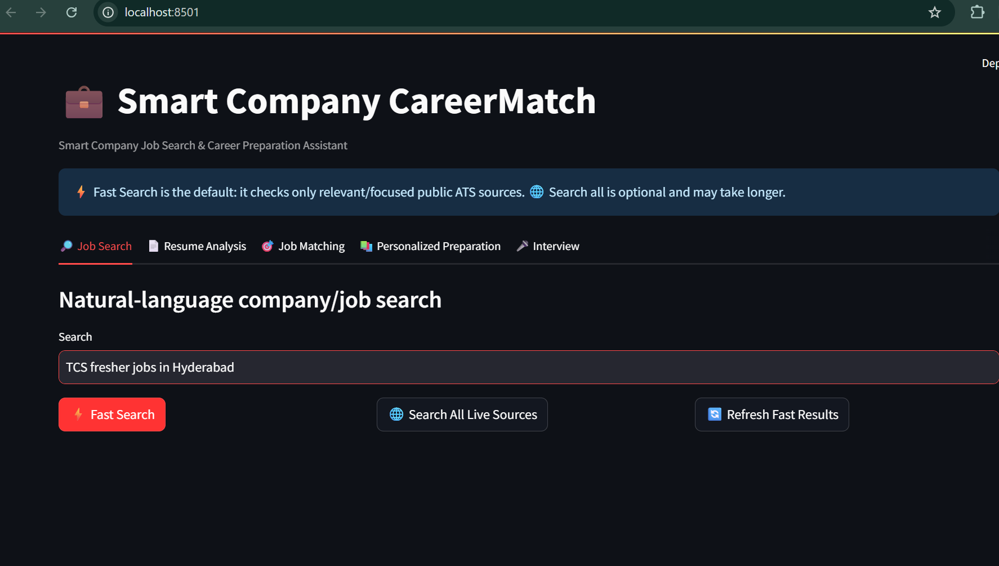 localhost:8501
Smart Company CareerMatch
Smart Company Job Search & Career Preparation Assistant
Fast Search is the default: it checks only relevant/focused public ATS sources. Search all is optional and may take longer.
Job Search Resume Analysis Job Matching Personalized Preparation Interview
Natural-language company/job search
Search
TCS fresher jobs in Hyderabad
Fast Search Search All Live Sources Refresh Fast Results